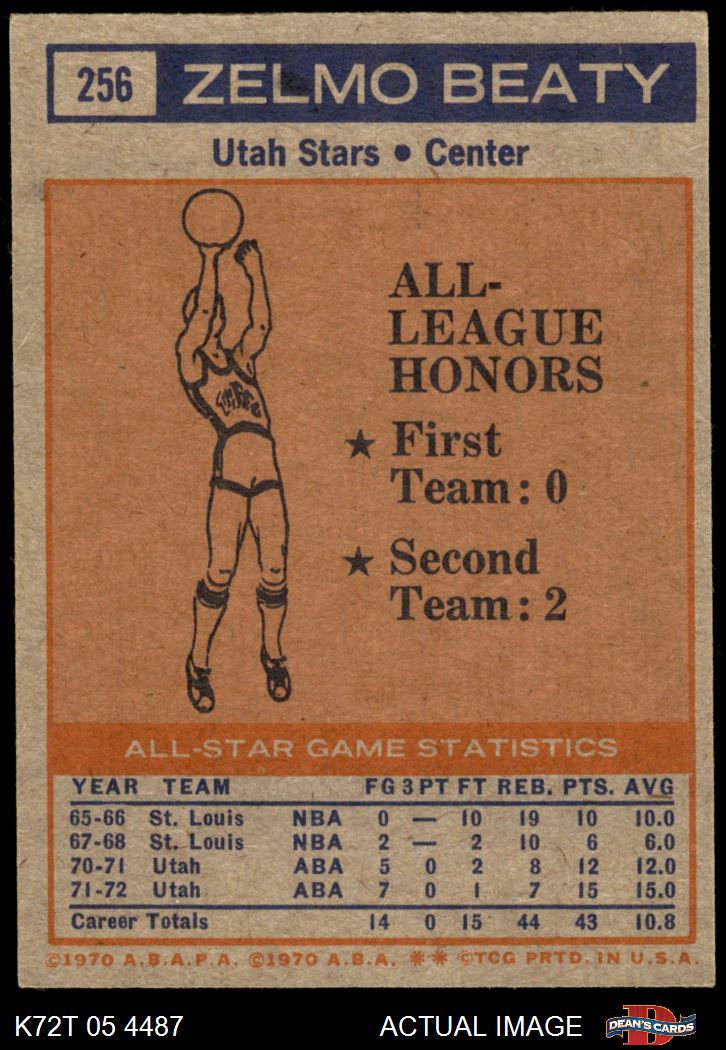 256 ZELMO BEATY
Utah Stars • Center
ALL-
LEAGUE
HONORS
★ First
Team: 0
★ Second
Team: 2
ALL-STAR GAME STATISTICS
YEAR TEAM FG 3 PT FT REB. PTS. AVG
65-66 St. Louis NBA 0 — 10 19 10 10.0
67-68 St. Louis NBA 2 — 2 10 6 6.0
70-71 Utah ABA 5 0 2 8 12 12.0
71-72 Utah ABA 7 0 1 7 15 15.0
Career Totals 14 0 15 44 43 10.8
©1970 A.B.A.P.A. ©1970 A.B.A. ** ©TCG PRTD. IN U.S.A.
K72T 05 4487 ACTUAL IMAGE DEAN'S CARDS